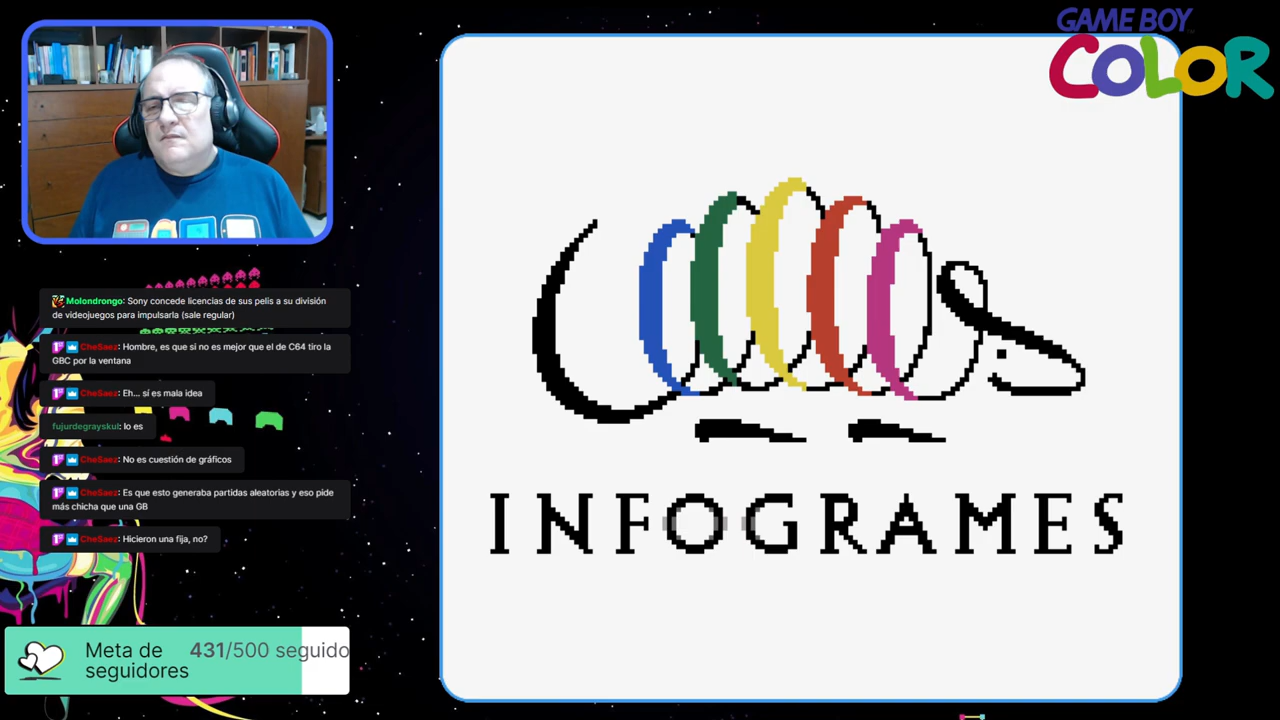 GAME BOY
COLOR
Molondrongo: Sony concede licencias de sus pelis a su división
de videojuegos para impulsarla (sale regular)
CheSaez: Hombre, es que si no es mejor que el de C64 tiro la
GBC por la ventana
CheSaez: Eh... sí es mala idea
fujurdegrayskul: lo es
CheSaez: No es cuestión de gráficos
CheSaez: Es que esto generaba partidas aleatorias y eso pide
más chicha que una GB
CheSaez: Hicieron una fija, no?
INFOGRAMES
Meta de 431/500 seguido
seguidores